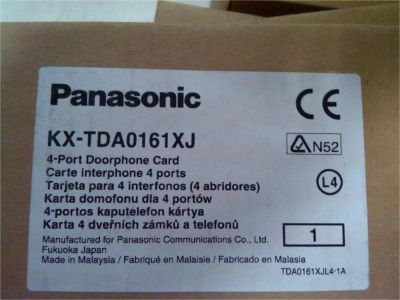 Panasonic
CE
KX-TDA0161XJ
N52
4-Port Doorphone Card
Carte interphone 4 ports
Tarjeta para 4 interfonos (4 abridores)
L4
Karta domofonu dla 4 portów
4-portos kaputelefon kártya
Karta 4 dveřních zámků a telefonů
1
Manufactured for Panasonic Communications Co., Ltd.
Fukuoka Japan
Made in Malaysia / Fabriqué en Malaisie / Fabricado en Malasia
TDA0161XJL4-1A